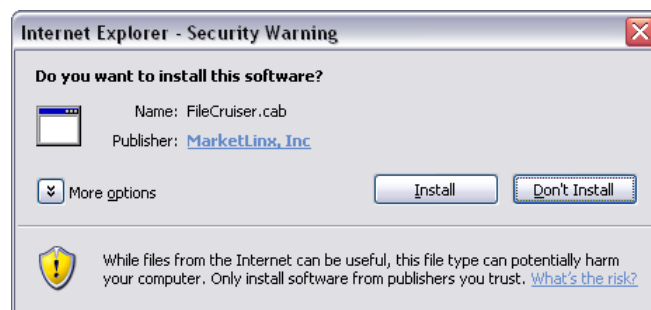 Internet Explorer - Security Warning
Do you want to install this software?
Name: FileCruiser.cab
Publisher: MarketLinx, Inc
More options
Install
Don't Install
While files from the Internet can be useful, this file type can potentially harm
your computer. Only install software from publishers you trust. What's the risk?